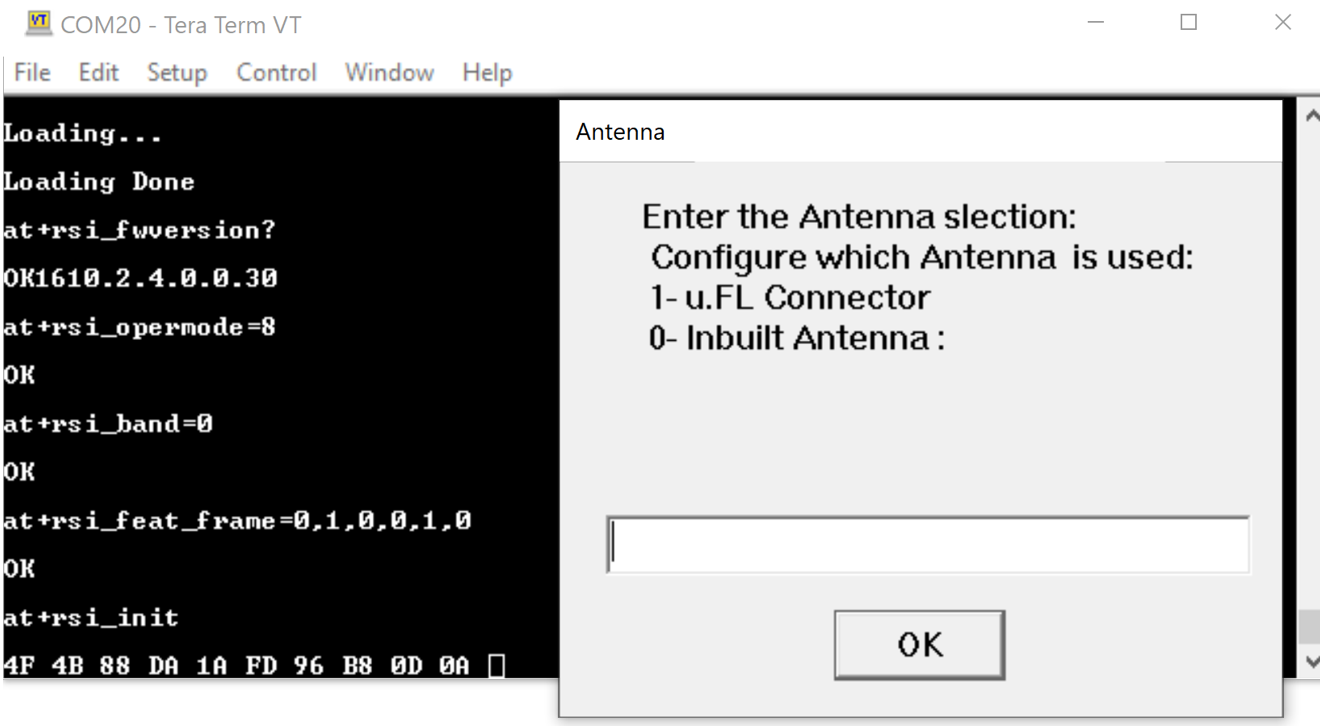 COM20 - Tera Term VT
File Edit Setup Control Window Help
Loading...
Loading Done
at+rsi_fwversion?
OK1610.2.4.0.0.30
at+rsi_opermode=8
OK
at+rsi_band=0
OK
at+rsi_feat_frame=0,1,0,0,1,0
OK
at+rsi_init
4F 4B 88 DA 1A FD 96 B8 0D 0A
Antenna
Enter the Antenna slection:
Configure which Antenna is used:
1- u.FL Connector
0- Inbuilt Antenna :
OK